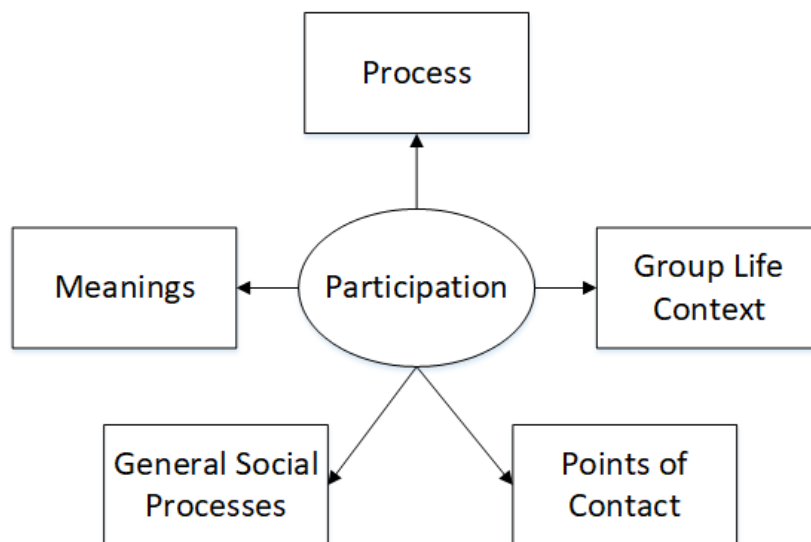 Process
Meanings
Participation
Group Life
Context
General Social
Processes
Points of
Contact